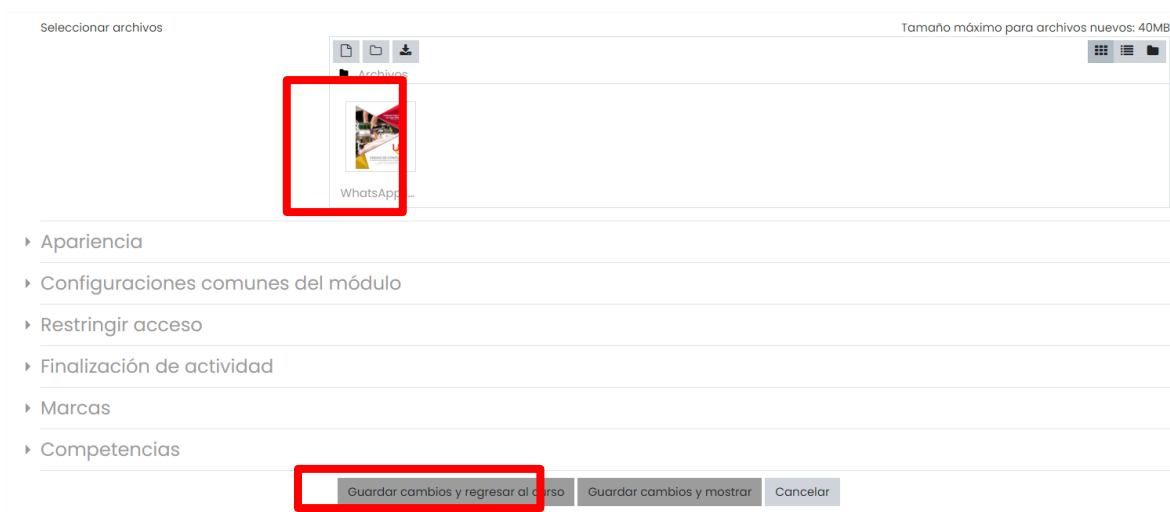 Seleccionar archivos
Tamaño máximo para archivos nuevos: 40MB
Archivos
WhatsApp ...
Apariencia
Configuraciones comunes del módulo
Restringir acceso
Finalización de actividad
Marcas
Competencias
Guardar cambios y regresar al curso
Guardar cambios y mostrar
Cancelar